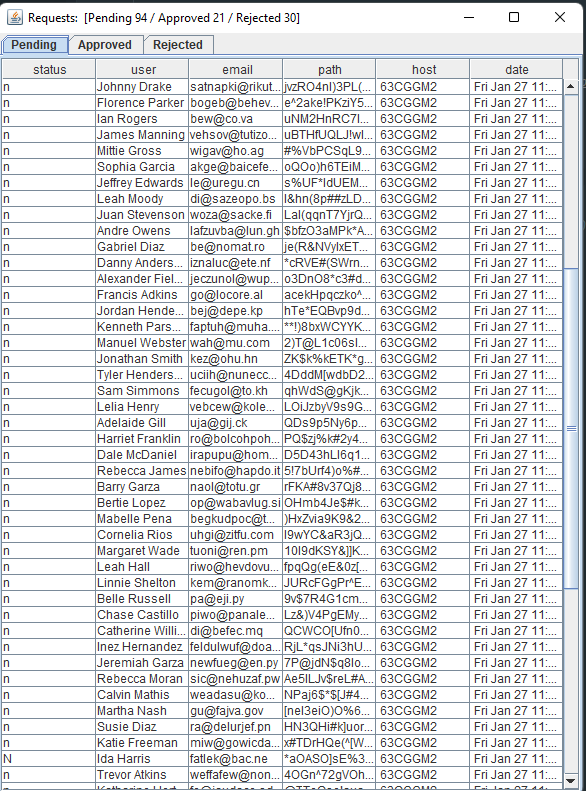 Requests: [Pending 94 / Approved 21 / Rejected 30]
Pending Approved Rejected
status user email path host date
n Johnny Drake satnapki@rikut... jvzRO4nI)3PL(... 63CGGM2 Fri Jan 27 11:...
n Florence Parker bogeb@behev... e^2ake!PKziY5... 63CGGM2 Fri Jan 27 11:...
n Ian Rogers bew@co.va uNM2HnRC7I... 63CGGM2 Fri Jan 27 11:...
n James Manning vehsov@tutizo... uBTHfUQLJ!wI... 63CGGM2 Fri Jan 27 11:...
n Mittie Gross wigav@ho.ag #%VbPCSqL9... 63CGGM2 Fri Jan 27 11:...
n Sophia Garcia akge@baicefe... oQOo)h6TEiM... 63CGGM2 Fri Jan 27 11:...
n Jeffrey Edwards le@uregu.cn s%UF*IdUEM... 63CGGM2 Fri Jan 27 11:...
n Leah Moody di@sazeopo.bs I&hn(8p##zLD... 63CGGM2 Fri Jan 27 11:...
n Juan Stevenson woza@sacke.fi LaI(qqnT7YjrQ... 63CGGM2 Fri Jan 27 11:...
n Andre Owens lafzuvba@lun.gh $bfzO3aMPk*A... 63CGGM2 Fri Jan 27 11:...
n Gabriel Diaz be@nomat.ro je(R&NVylxET... 63CGGM2 Fri Jan 27 11:...
n Danny Anders... iznaluc@ete.nf *cRVE#(SWrn... 63CGGM2 Fri Jan 27 11:...
n Alexander Fiel... jeczunol@wup... o3DnO8*c3#d... 63CGGM2 Fri Jan 27 11:...
n Francis Adkins go@locore.al acekHpqczko^... 63CGGM2 Fri Jan 27 11:...
n Jordan Hende... bej@depe.kp hTe*EQBvp9d... 63CGGM2 Fri Jan 27 11:...
n Kenneth Pars... faptuh@muha... **!)8bxWCYYK... 63CGGM2 Fri Jan 27 11:...
n Manuel Webster wah@mu.com 2)T@L1c06sI... 63CGGM2 Fri Jan 27 11:...
n Jonathan Smith kez@ohu.hn ZK$k%kETK*g... 63CGGM2 Fri Jan 27 11:...
n Tyler Henders... uciih@nunecc... 4DddM[wdbD2... 63CGGM2 Fri Jan 27 11:...
n Sam Simmons fecugol@to.kh qhWdS@gKjk... 63CGGM2 Fri Jan 27 11:...
n Lelia Henry vebcew@kole... LOiJzbyV9s9G... 63CGGM2 Fri Jan 27 11:...
n Adelaide Gill uja@gij.ck QDs9p5Ny6p... 63CGGM2 Fri Jan 27 11:...
n Harriet Franklin ro@bolcohpoh... PQ$zj%k#2y4... 63CGGM2 Fri Jan 27 11:...
n Dale McDaniel irapupu@hom... D5D43hLI6q1... 63CGGM2 Fri Jan 27 11:...
n Rebecca James nebifo@hapdo.it 5!7bUrf4)o%#... 63CGGM2 Fri Jan 27 11:...
n Barry Garza naol@totu.gr rFKA#8v37Qj8... 63CGGM2 Fri Jan 27 11:...
n Bertie Lopez op@wabavlug.si OHmb4Je$#k... 63CGGM2 Fri Jan 27 11:...
n Mabelle Pena begkudpoc@t... )HxZvia9K9&2... 63CGGM2 Fri Jan 27 11:...
n Cornelia Rios uhgi@zitfu.com I9wYC&aR3jQ... 63CGGM2 Fri Jan 27 11:...
n Margaret Wade tuoni@ren.pm 10I9dKSY&]]K... 63CGGM2 Fri Jan 27 11:...
n Leah Hall riwo@hevdovu... fpqQg(eE&0z[... 63CGGM2 Fri Jan 27 11:...
n Linnie Shelton kem@ranomk... JURcFGgPr^E... 63CGGM2 Fri Jan 27 11:...
n Belle Russell pa@eji.py 9v$7R4G1cm... 63CGGM2 Fri Jan 27 11:...
n Chase Castillo piwo@panale... Lz&)V4PgEMy... 63CGGM2 Fri Jan 27 11:...
n Catherine Willi... di@befec.mq QCWCO[Ufn0... 63CGGM2 Fri Jan 27 11:...
n Inez Hernandez feldulwuf@doa... RjL*qsJNi3hU... 63CGGM2 Fri Jan 27 11:...
n Jeremiah Garza newfueg@en.py 7P@jdN$q8Io... 63CGGM2 Fri Jan 27 11:...
n Rebecca Moran sic@nehuzaf.pw Ae5ILJv$reL#A... 63CGGM2 Fri Jan 27 11:...
n Calvin Mathis weadasu@ko... NPaj6$*$[J#4... 63CGGM2 Fri Jan 27 11:...
n Martha Nash gu@fajva.gov [neI3eiO)O%6... 63CGGM2 Fri Jan 27 11:...
n Susie Diaz ra@delurjef.pn HN3QHi#k]uor... 63CGGM2 Fri Jan 27 11:...
n Katie Freeman miw@gowicda... x#TDrHQe(^[W... 63CGGM2 Fri Jan 27 11:...
N Ida Harris fatlek@bac.ne *aOASO]sE%3... 63CGGM2 Fri Jan 27 11:...
n Trevor Atkins weffafew@non... 4OGn^72gVOh... 63CGGM2 Fri Jan 27 11:...